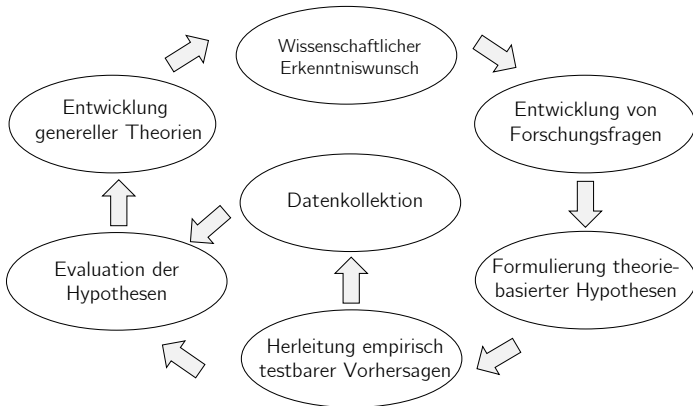 Wissenschaftlicher
Erkenntniswunsch
Entwicklung von
Forschungsfragen
Formulierung theorie-
basierter Hypothesen
Herleitung empirisch
testbarer Vorhersagen
Datenkollektion
Evaluation der
Hypothesen
Entwicklung
genereller Theorien